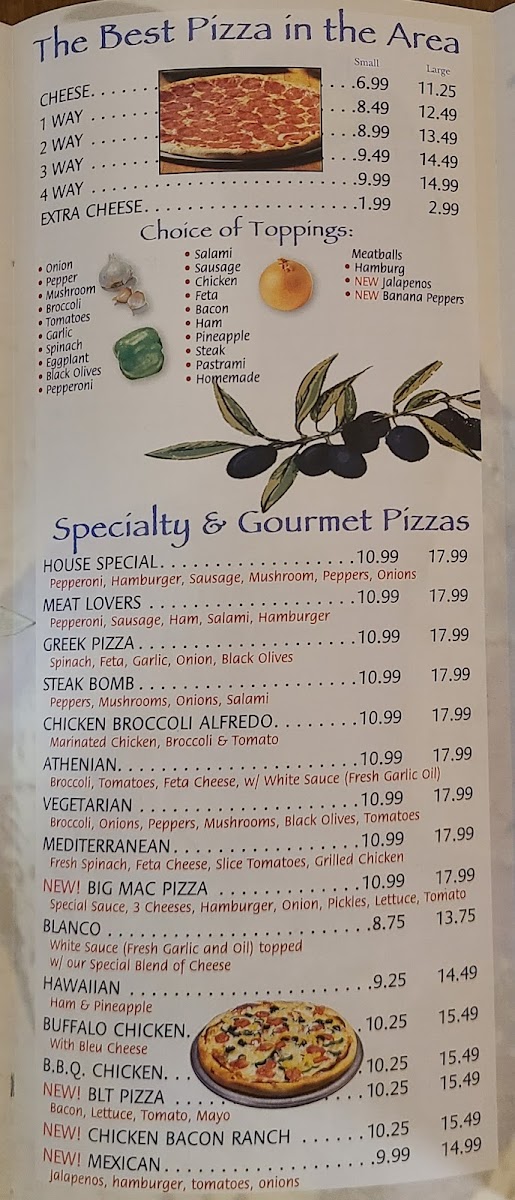 The Best Pizza in the Area
Small Large
CHEESE. . . . . . . . . .6.99 11.25
1 WAY . . . . . . . . . .8.49 12.49
2 WAY . . . . . . . . . .8.99 13.49
3 WAY . . . . . . . . . .9.49 14.49
4 WAY . . . . . . . . . . . . . . . . . . . . . . . .9.99 14.99
EXTRA CHEESE. . . . . . . . . . . . . . . . . . .1.99 2.99
Choice of Toppings:
• Onion
• Pepper
• Mushroom
• Broccoli
• Tomatoes
• Garlic
• Spinach
• Eggplant
• Black Olives
• Pepperoni
• Salami
• Sausage
• Chicken
• Feta
• Bacon
• Ham
• Pineapple
• Steak
• Pastrami
• Homemade
Meatballs
• Hamburg
• NEW Jalapenos
• NEW Banana Peppers
Specialty & Gourmet Pizzas
HOUSE SPECIAL. . . . . . . . . . . . . . . . . .10.99 17.99
Pepperoni, Hamburger, Sausage, Mushroom, Peppers, Onions
MEAT LOVERS . . . . . . . . . . . . . . . . . . .10.99 17.99
Pepperoni, Sausage, Ham, Salami, Hamburger
GREEK PIZZA. . . . . . . . . . . . . . . . . . . .10.99 17.99
Spinach, Feta, Garlic, Onion, Black Olives
STEAK BOMB. . . . . . . . . . . . . . . . . . . .10.99 17.99
Peppers, Mushrooms, Onions, Salami
CHICKEN BROCCOLI ALFREDO. . . . . . . .10.99 17.99
Marinated Chicken, Broccoli & Tomato
ATHENIAN. . . . . . . . . . . . . . . . . . . . . .10.99 17.99
Broccoli, Tomatoes, Feta Cheese, w/ White Sauce (Fresh Garlic Oil)
VEGETARIAN . . . . . . . . . . . . . . . . . . . .10.99 17.99
Broccoli, Onions, Peppers, Mushrooms, Black Olives, Tomatoes
MEDITERRANEAN. . . . . . . . . . . . . . . . .10.99 17.99
Fresh Spinach, Feta Cheese, Slice Tomatoes, Grilled Chicken
NEW! BIG MAC PIZZA . . . . . . . . . . . . .10.99 17.99
Special Sauce, 3 Cheeses, Hamburger, Onion, Pickles, Lettuce, Tomato
BLANCO . . . . . . . . . . . . . . . . . . . . . . . .8.75 13.75
White Sauce (Fresh Garlic and Oil) topped
w/ our Special Blend of Cheese
HAWAIIAN . . . . . . . . . . . . . . . . . . . . . .9.25 14.49
Ham & Pineapple
BUFFALO CHICKEN. . 10.25 15.49
With Bleu Cheese
B.B.Q. CHICKEN. . . 10.25 15.49
NEW! BLT PIZZA . . . . 10.25 15.49
Bacon, Lettuce, Tomato, Mayo
NEW! CHICKEN BACON RANCH . . . . . . .10.25 15.49
NEW! MEXICAN. . . . . . . . . . . . . . . . . . .9.99 14.99
Jalapenos, hamburger, tomatoes, onions